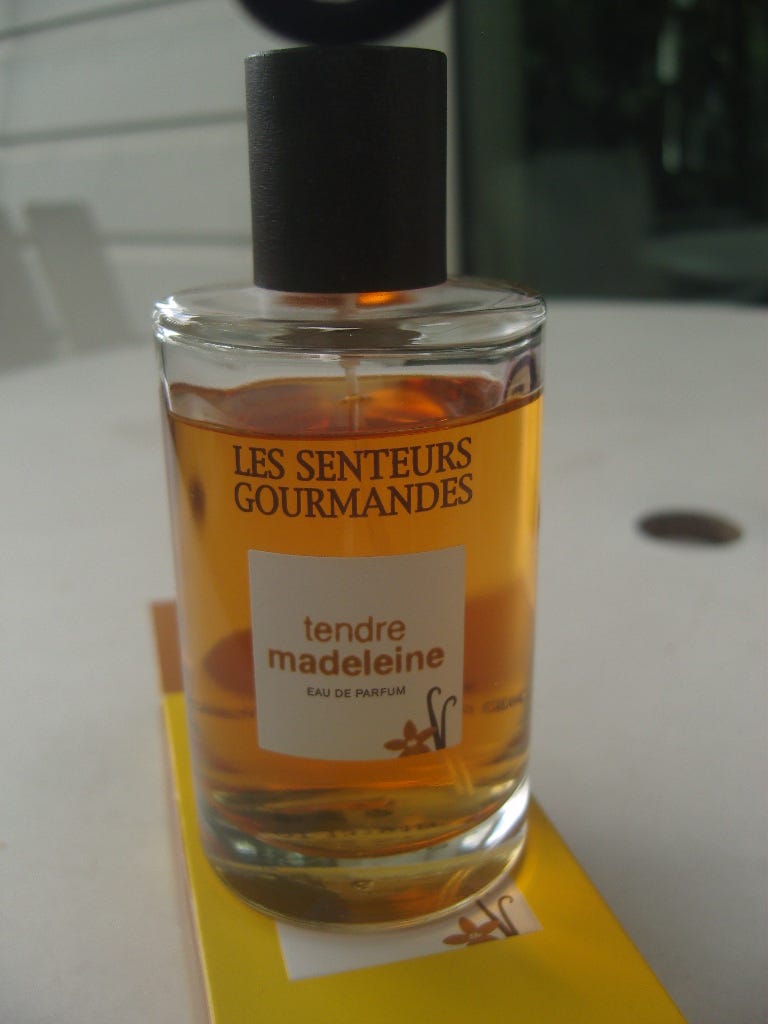 LES SENTEURS
GOURMANDES
tendre
madeleine
EAU DE PARFUM